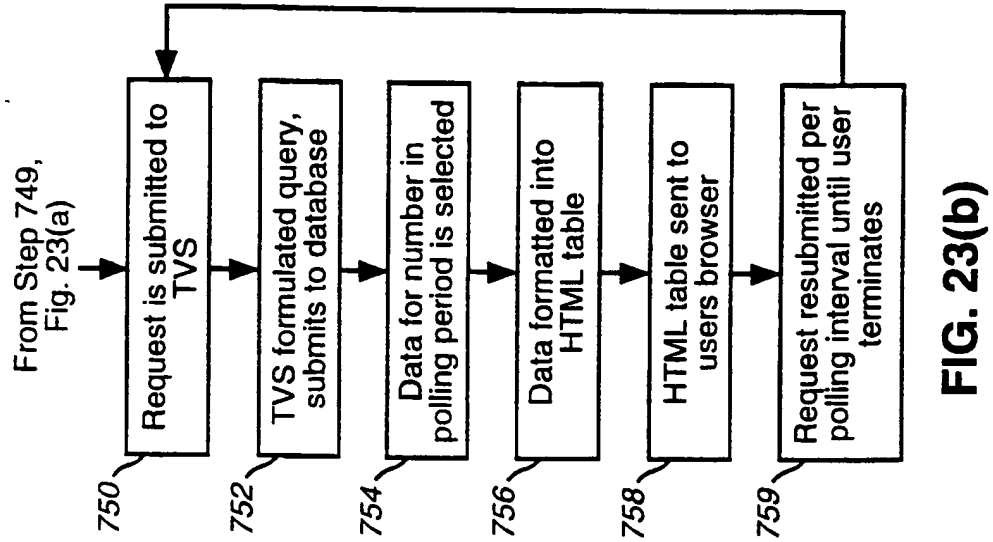 From Step 749,
Fig. 23(a)
750
Request is submitted to
TVS
752
TVS formulated query,
submits to database
754
Data for number in
polling period is selected
756
Data formatted into
HTML table
758
HTML table sent to
users browser
759
Request resubmitted per
polling interval until user
terminates
FIG. 23(b)